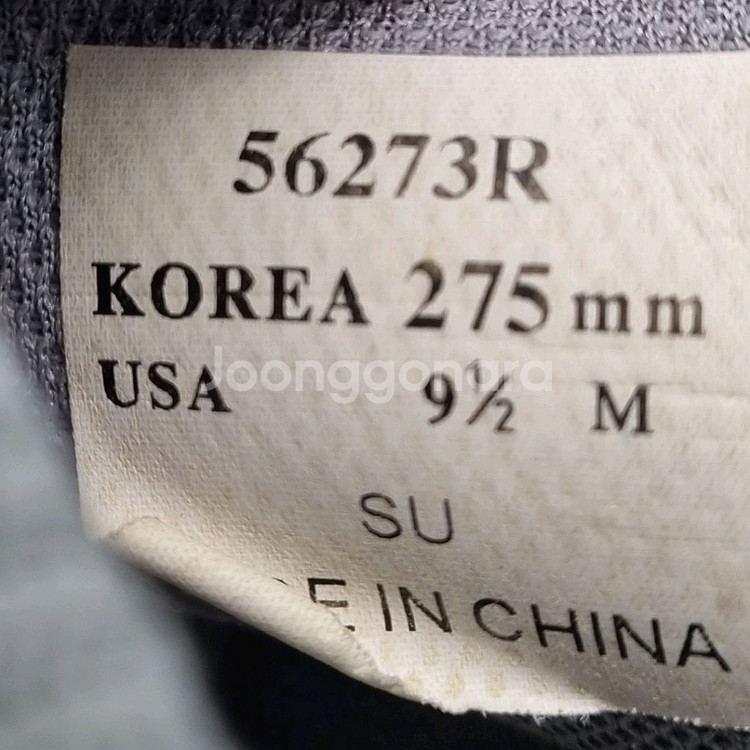 56273R
KOREA 275 mm
USA 9½ M
Joonggonara
SU
E IN CHINA